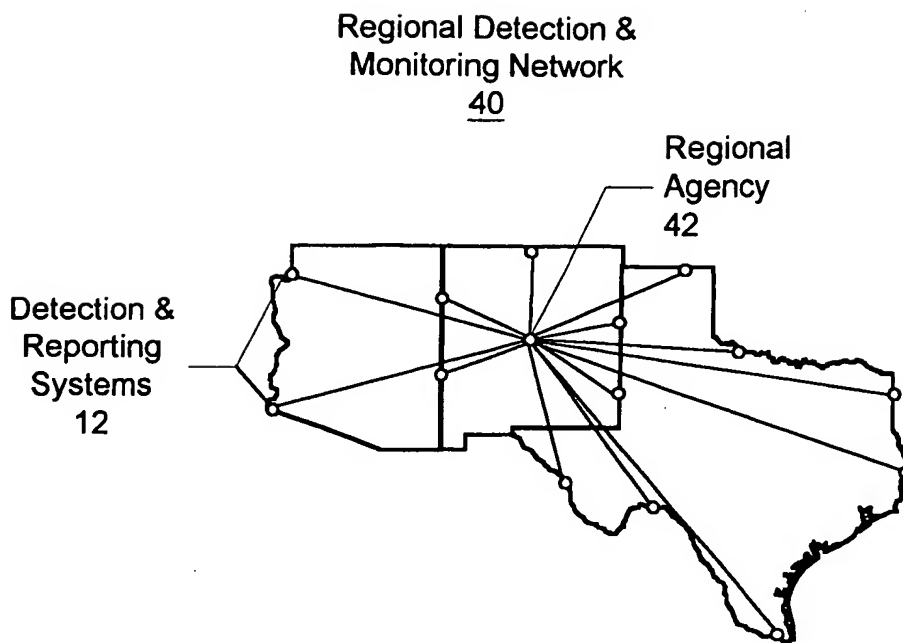 Regional Detection &
Monitoring Network
40
Regional
Agency
42
Detection &
Reporting
Systems
12